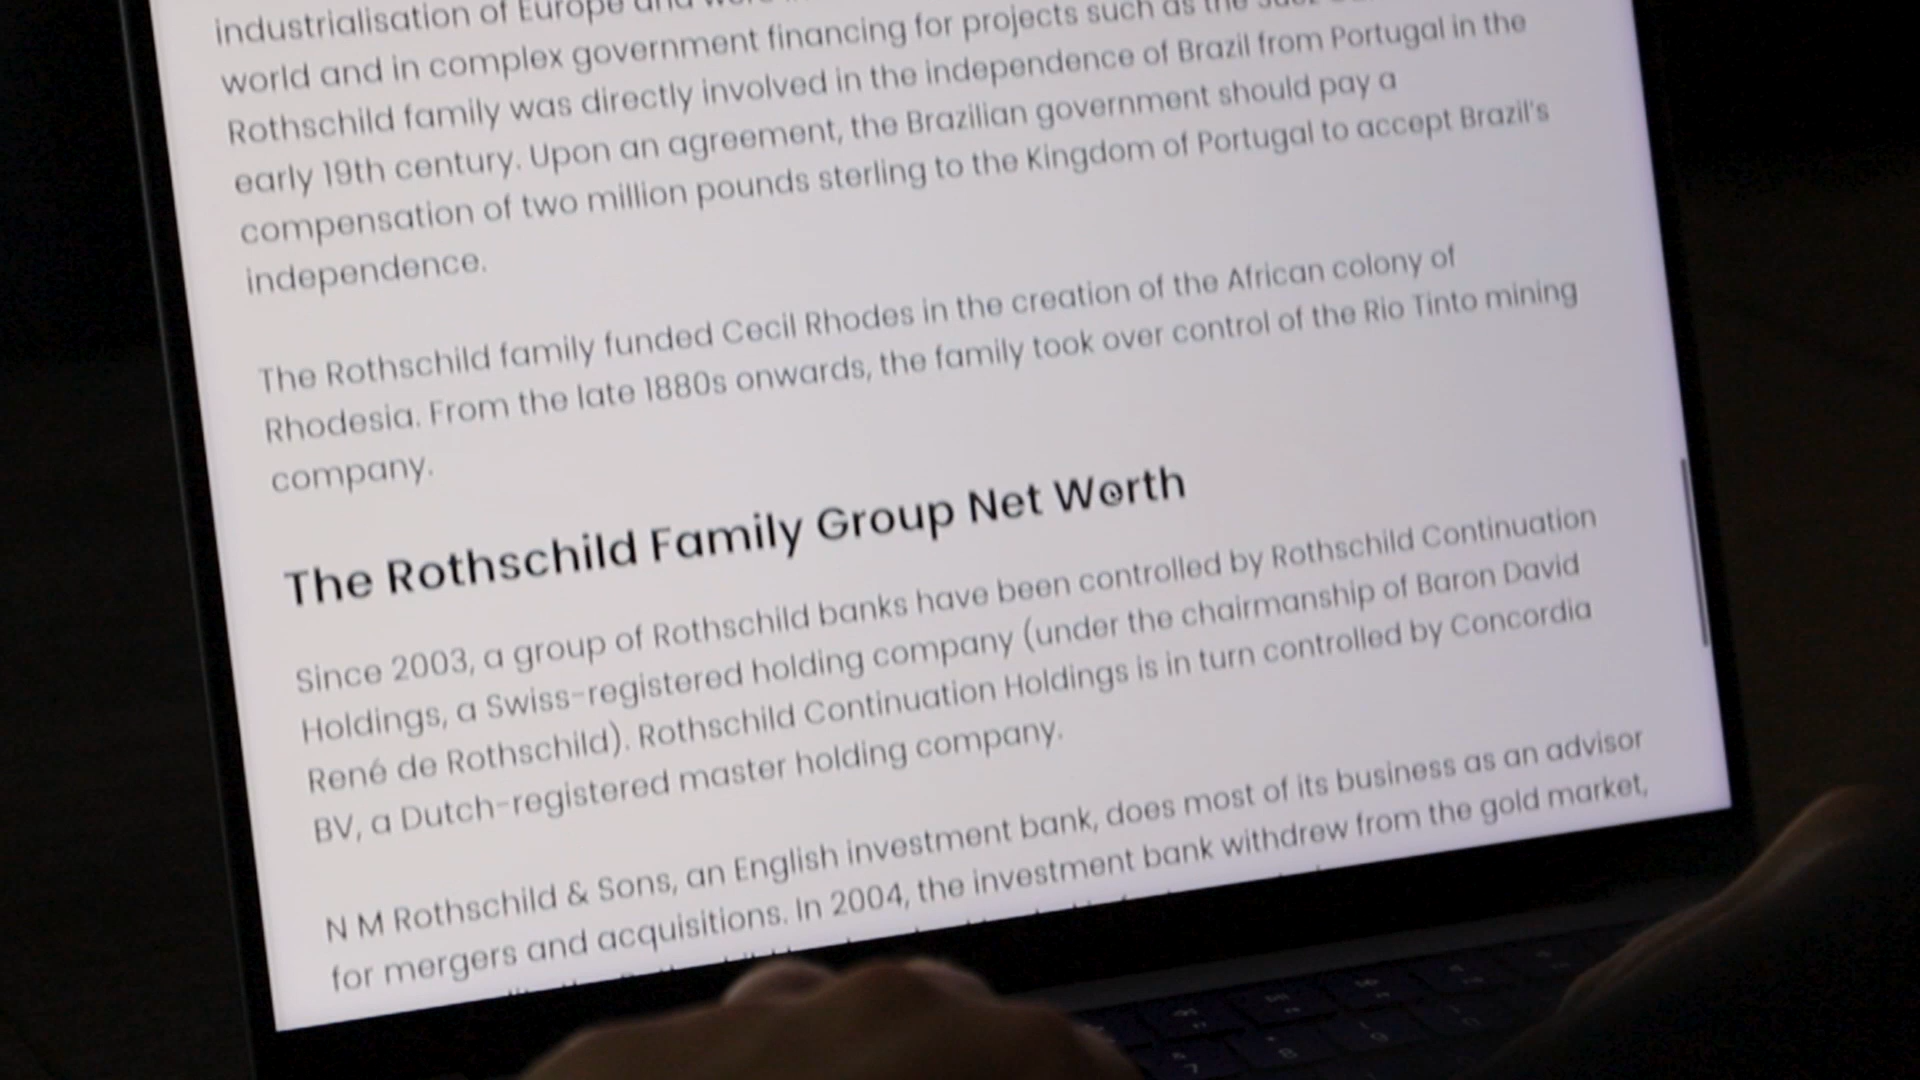 industrialisation of Europe and
world and in complex government financing for projects such as the
Rothschild family was directly involved in the independence of Brazil from Portugal in the
early 19th century. Upon an agreement, the Brazilian government should pay a
compensation of two million pounds sterling to the Kingdom of Portugal to accept Brazil's
independence.
The Rothschild family funded Cecil Rhodes in the creation of the African colony of
Rhodesia. From the late 1880s onwards, the family took over control of the Rio Tinto mining
company.
The Rothschild Family Group Net Worth
Since 2003, a group of Rothschild banks have been controlled by Rothschild Continuation
Holdings, a Swiss-registered holding company (under the chairmanship of Baron David
René de Rothschild). Rothschild Continuation Holdings is in turn controlled by Concordia
BV, a Dutch-registered master holding company.
N M Rothschild & Sons, an English investment bank, does most of its business as an advisor
for mergers and acquisitions. In 2004, the investment bank withdrew from the gold market,